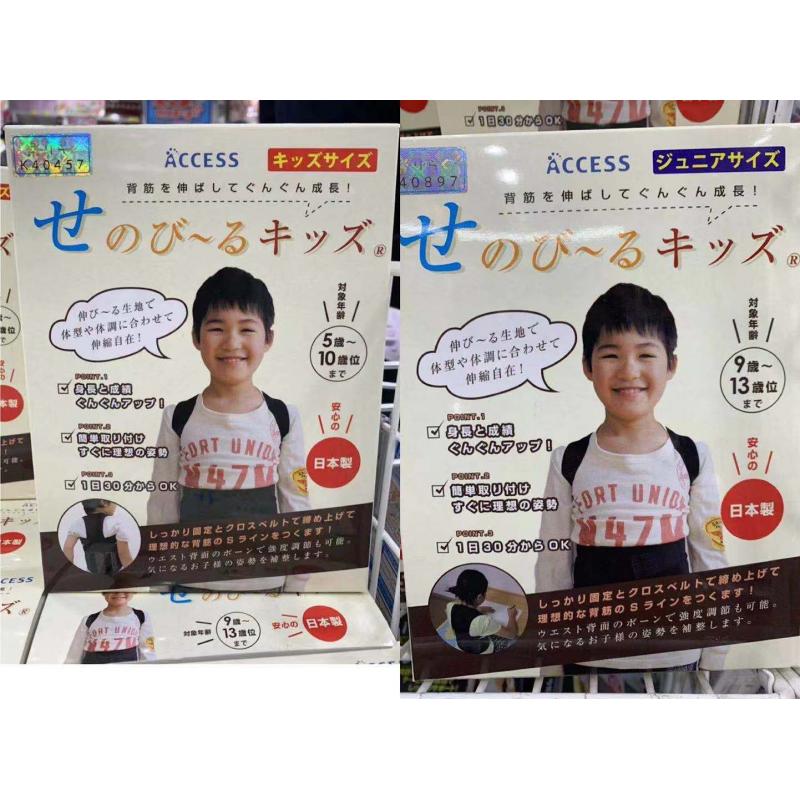 K40457
ACCESS
キッズサイズ
背筋を伸ばしてぐんぐん成長!
せのび~るキッズ®
伸び~る生地で
体型や体調に合わせて
伸縮自在!
対象年齢
5歳~
10歳位
まで
POINT.1
身長と成績
ぐんぐんアップ!
POINT.2
簡単取り付け
すぐに理想の姿勢
POINT.3
1日30分からOK
安心の
日本製
FORT UNION
N47M
しっかり固定とクロスベルトで締め上げて
理想的な背筋のSラインをつくます!
ウエスト背面のボーンで強度調節も可能。
気になるお子様の姿勢を補整します。
対象年齢
9歳~
13歳位
まで
安心の
日本製
POINT.3
1日30分からOK
40897
ACCESS
ジュニアサイズ
背筋を伸ばしてぐんぐん成長!
せのび~るキッズ®
伸び~る生地で
体型や体調に合わせて
伸縮自在!
対象年齢
9歳~
13歳位
まで
POINT.1
身長と成績
ぐんぐんアップ!
POINT.2
簡単取り付け
すぐに理想の姿勢
POINT.3
1日30分からOK
安心の
日本製
FORT UNION
N47M
しっかり固定とクロスベルトで締め上げて
理想的な背筋のSラインをつくます!
ウエスト背面のボーンで強度調節も可能。
気になるお子様の姿勢を補整します。